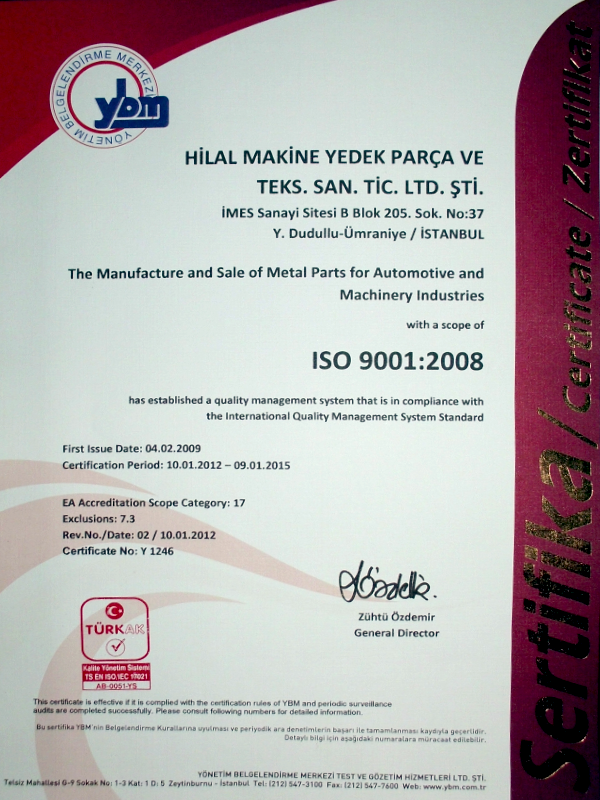 YÖNETİM BELGELENDİRME MERKEZİ
ybm
HİLAL MAKİNE YEDEK PARÇA VE
TEKS. SAN. TİC. LTD. ŞTİ.
İMES Sanayi Sitesi B Blok 205. Sok. No:37
Y. Dudullu-Ümraniye / İSTANBUL
The Manufacture and Sale of Metal Parts for Automotive and
Machinery Industries
with a scope of
ISO 9001:2008
has established a quality management system that is in compliance with
the International Quality Management System Standard
First Issue Date: 04.02.2009
Certification Period: 10.01.2012 – 09.01.2015
EA Accreditation Scope Category: 17
Exclusions: 7.3
Rev.No./Date: 02 / 10.01.2012
Certificate No: Y 1246
Zühtü Özdemir
General Director
TÜRKAK
Kalite Yönetim Sistemi
TS EN ISO/IEC 17021
AB-0051-YS
This certificate is effective if it is complied with the certification rules of YBM and periodic surveillance
audits are completed successfully. Please consult following numbers for detailed information.
Bu sertifika YBM'nin Belgelendirme Kurallarına uyulması ve periyodik ara denetimlerin başarı ile tamamlanması kaydıyla geçerlidir.
Detaylı bilgi için aşağıdaki numaralara müracaat edilebilir.
YÖNETİM BELGELENDİRME MERKEZİ TEST VE GÖZETİM HİZMETLERİ LTD. ŞTİ.
Telsiz Mahallesi G-9 Sokak No: 1-3 Kat: 1 D: 5 Zeytinburnu - İstanbul Tel: (212) 547-3100 Fax: (212) 547-7600 Web: www.ybm.com.tr
Sertifika / Certificate / Zertifikat